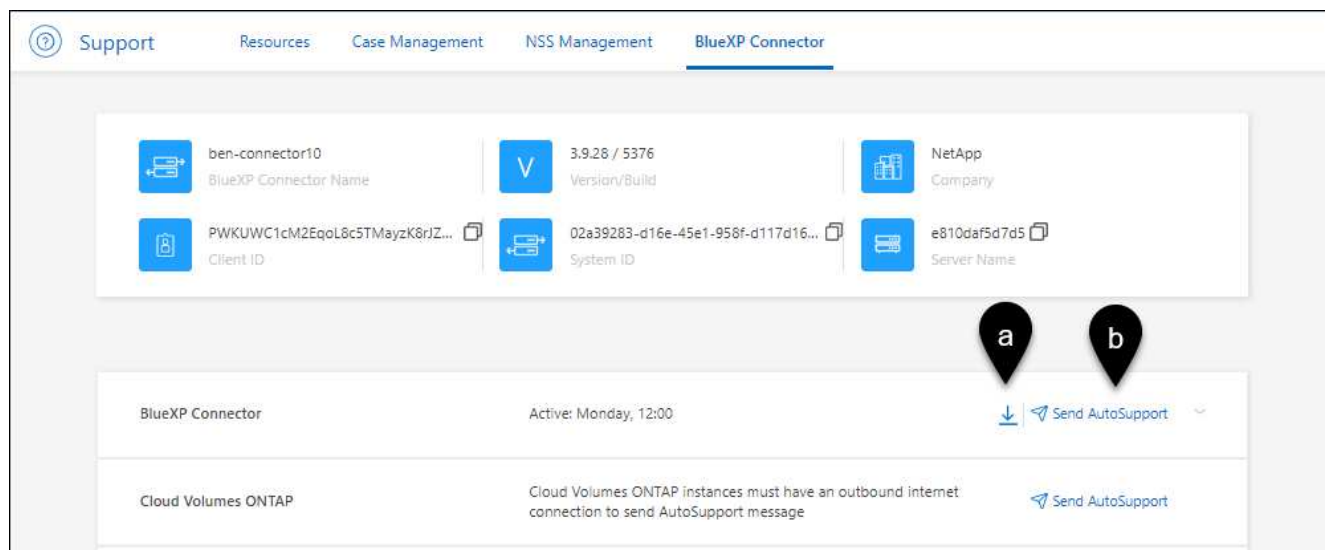 Support Resources Case Management NSS Management BlueXP Connector
ben-connector10 3.9.28 / 5376 NetApp
BlueXP Connector Name Version/Build Company
PWKUWC1cM2EqoL8c5TMayzK8rJZ... 02a39283-d16e-45e1-958f-d117d16... e810daf5d7d5
Client ID System ID Server Name
a b
BlueXP Connector Active: Monday, 12:00 Send AutoSupport
Cloud Volumes ONTAP Cloud Volumes ONTAP instances must have an outbound internet Send AutoSupport
connection to send AutoSupport message